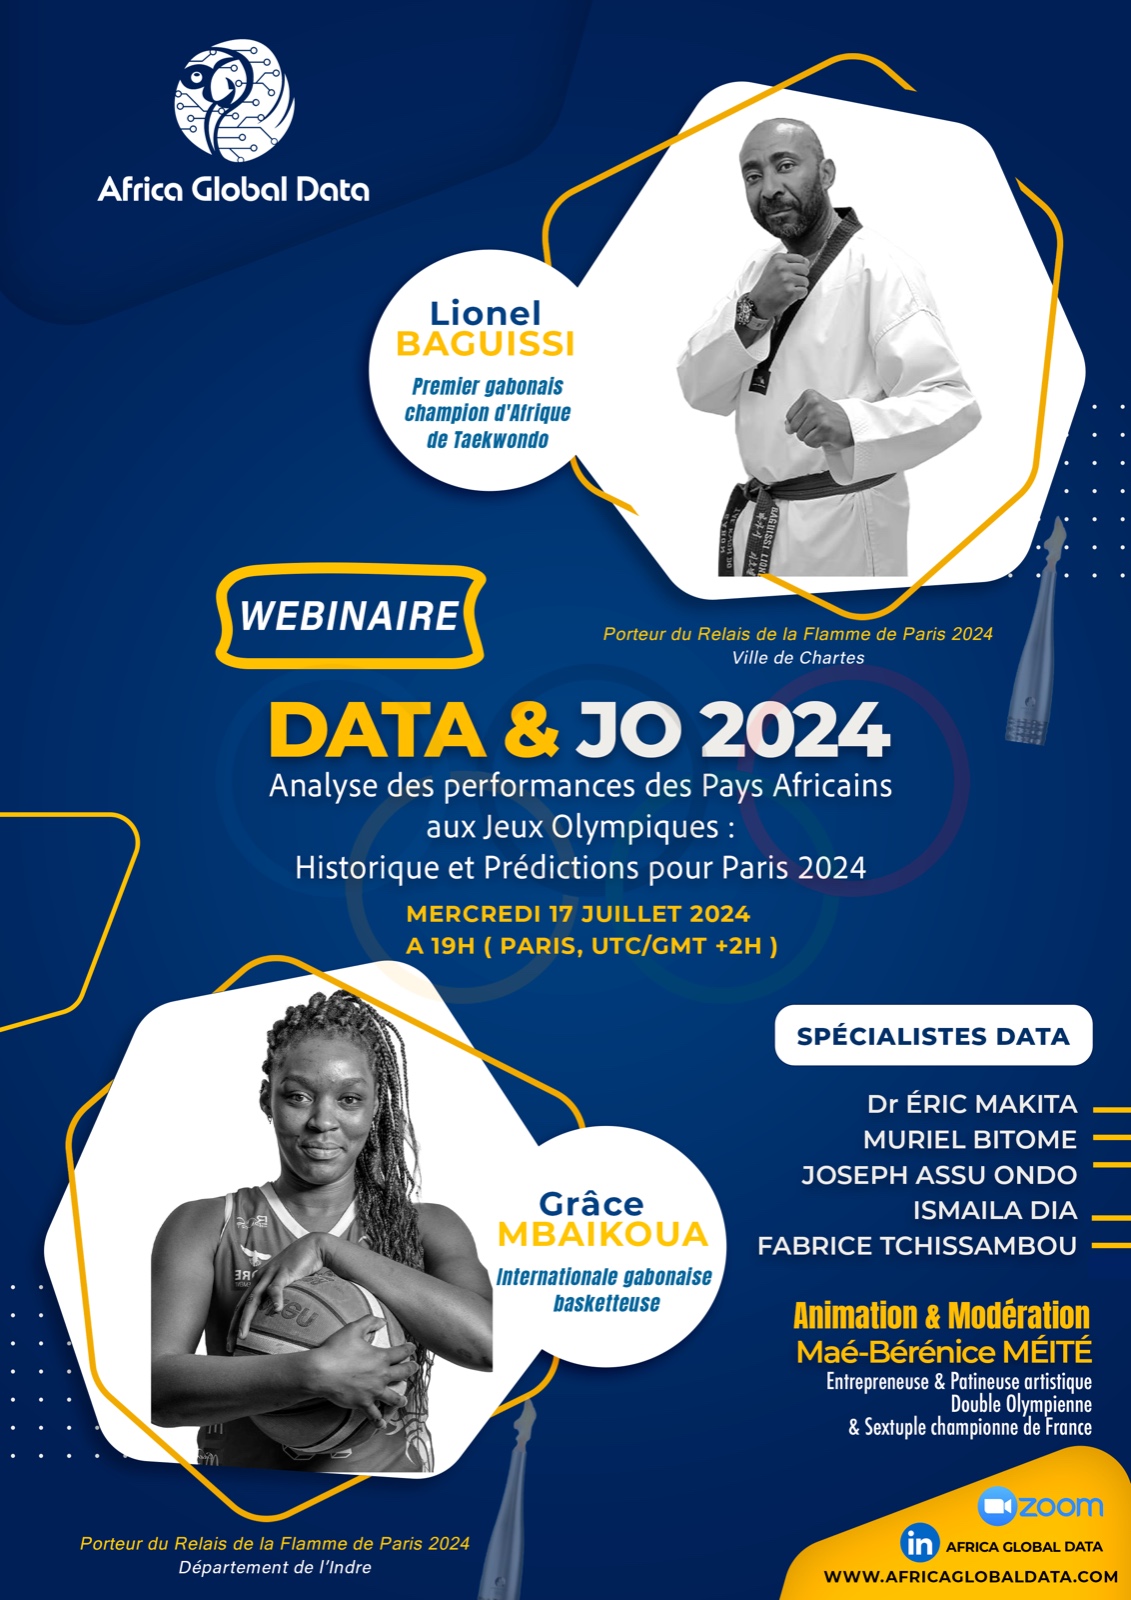 Africa Global Data
Lionel
BAGUISSI
Premier gabonais
champion d'Afrique
de Taekwondo
WEBINAIRE
Porteur du Relais de la Flamme de Paris 2024
Ville de Chartes
DATA & JO 2024
Analyse des performances des Pays Africains
aux Jeux Olympiques :
Historique et Prédictions pour Paris 2024
MERCREDI 17 JUILLET 2024
A 19H ( PARIS, UTC/GMT +2H )
SPÉCIALISTES DATA
Dr ÉRIC MAKITA
MURIEL BITOME
JOSEPH ASSU ONDO
ISMAILA DIA
FABRICE TCHISSAMBOU
Grâce
MBAIKOUA
Internationale gabonaise
basketteuse
Animation & Modération
Maé-Bérénice MÉITÉ
Entrepreneuse & Patineuse artistique
Double Olympienne
& Sextuple championne de France
Porteur du Relais de la Flamme de Paris 2024
Département de l'Indre
zoom
in AFRICA GLOBAL DATA
WWW.AFRICAGLOBALDATA.COM